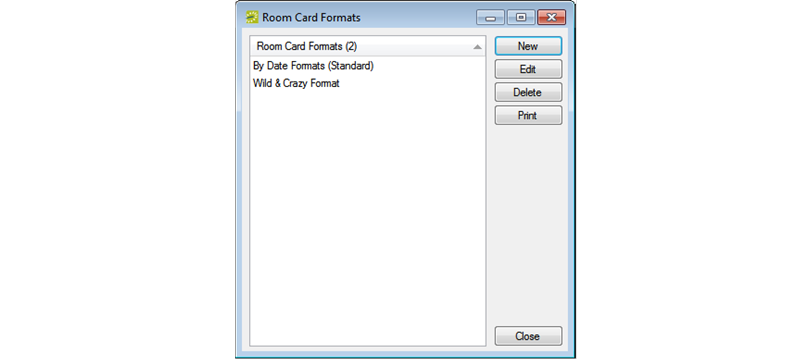 Room Card Formats
Room Card Formats (2)
By Date Formats (Standard)
Wild & Crazy Format
New
Edit
Delete
Print
Close